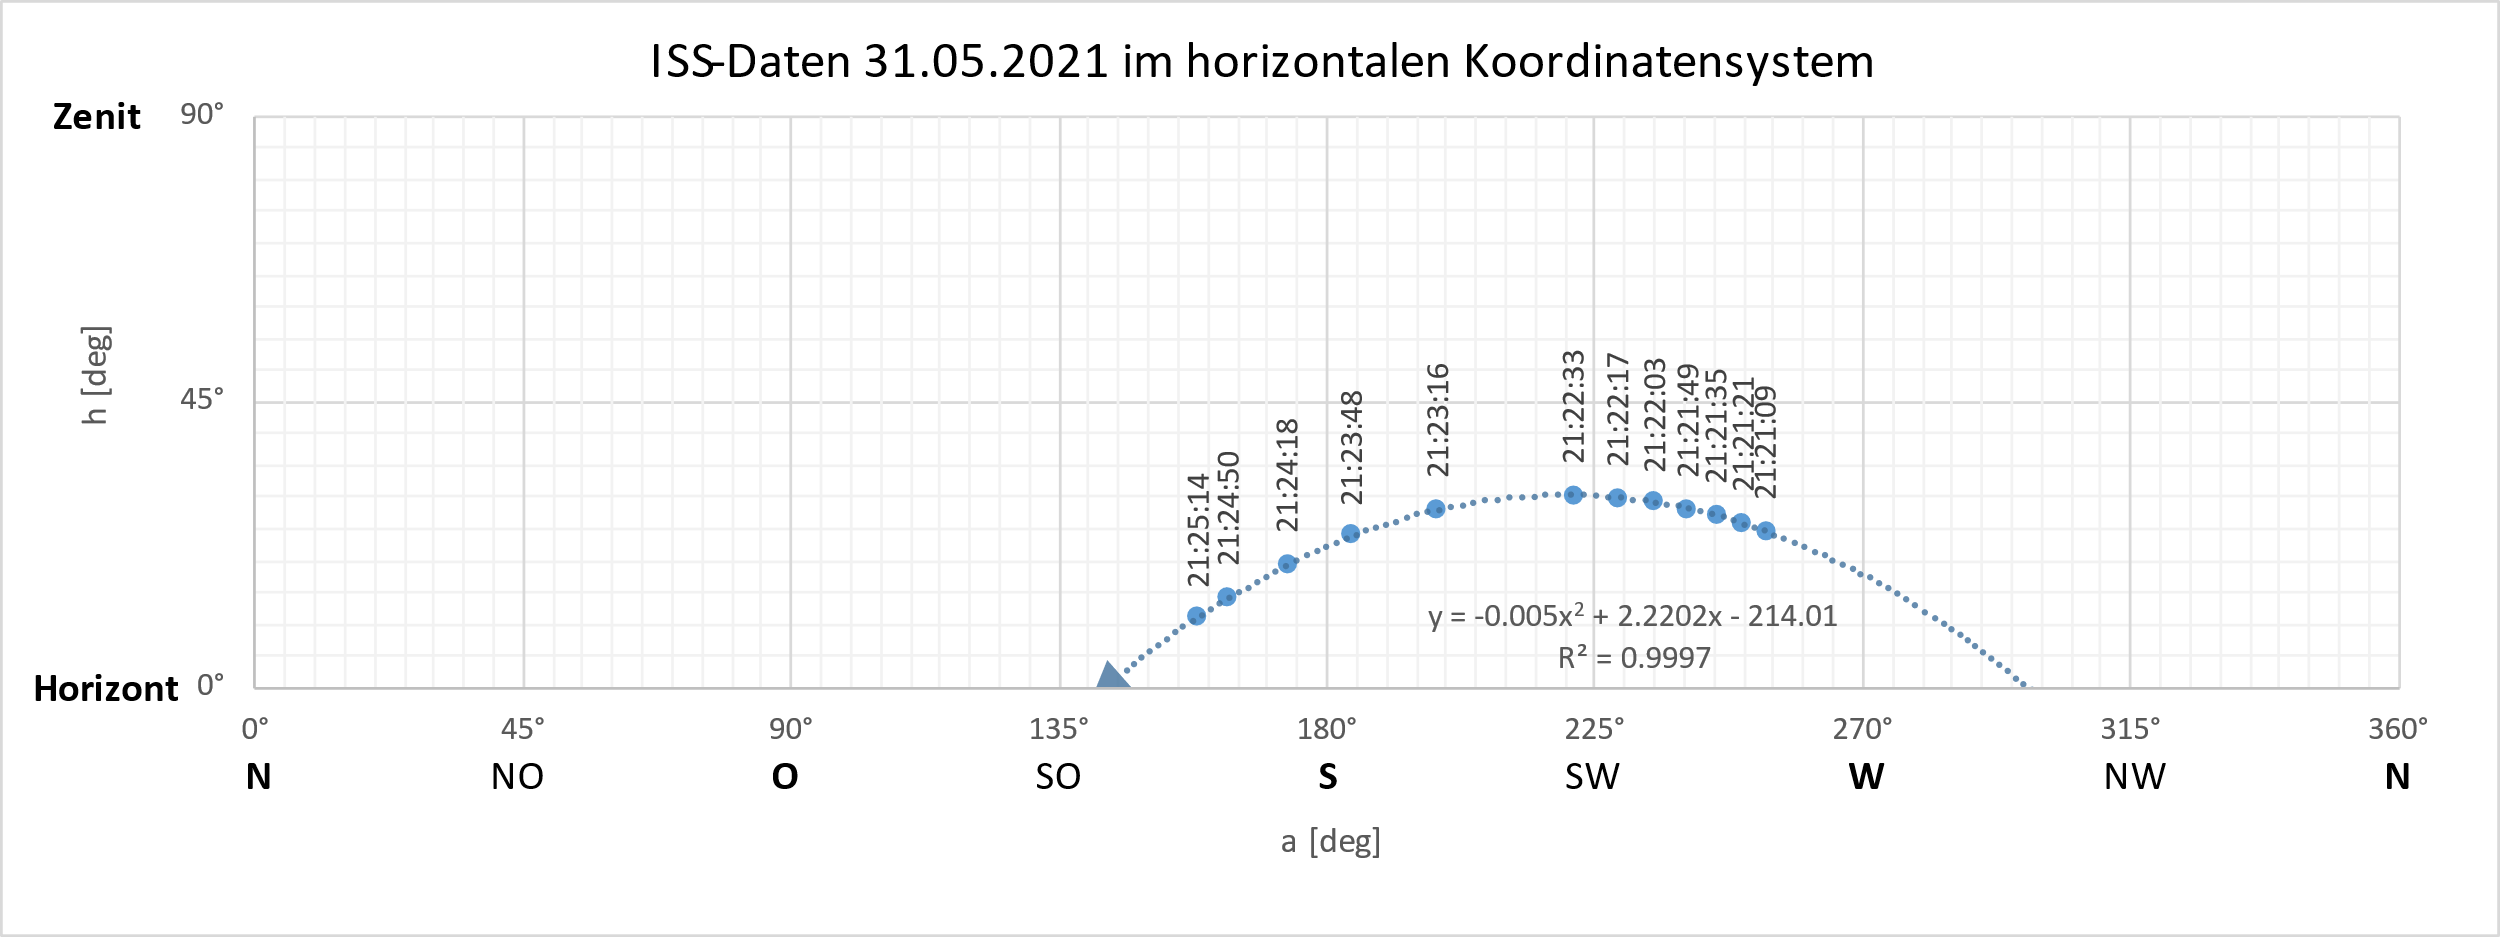 ISS-Daten 31.05.2021 im horizontalen Koordinatensystem
Zenit 90°
h [deg]
45°
Horizont 0°
21:25:14
21:24:50
21:24:18
21:23:48
21:23:16
21:22:33
21:22:17
21:22:03
21:21:49
21:21:35
21:21:21
21:21:09
y = -0.005x² + 2.2202x - 214.01
R² = 0.9997
0° 45° 90° 135° 180° 225° 270° 315° 360°
N NO O SO S SW W NW N
a [deg]